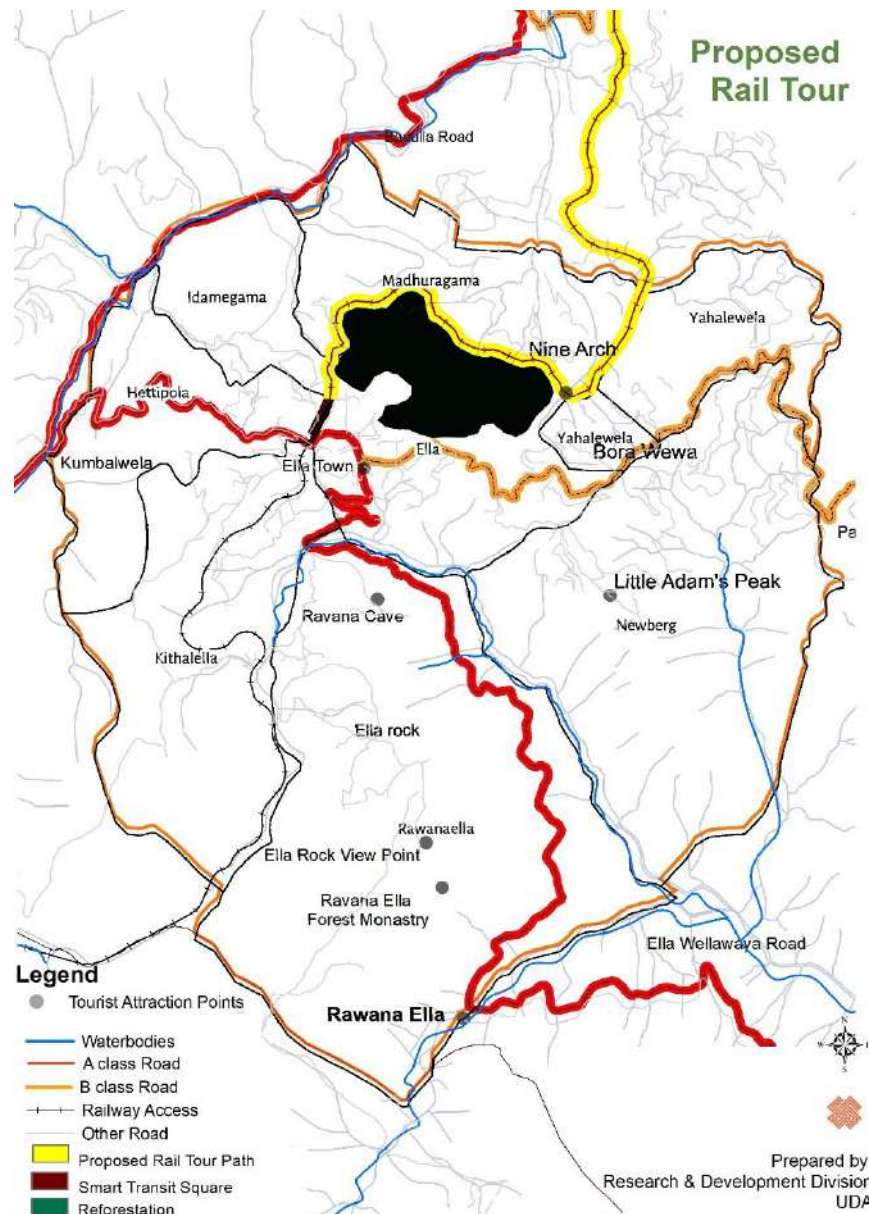 Proposed
Rail Tour
Badulla Road
Madhuragama
Idamegama
Yahalewela
Nine Arch
Hettipola
Yahalewela
Kumbalwela
Ella
Bora Wewa
Ella Town
Pa
Little Adam's Peak
Ravana Cave
Newberg
Kithalella
Ella rock
Rawanaella
Ella Rock View Point
Ravana Ella
Forest Monastry
Ella Wellawaya Road
Rawana Ella
Legend
Tourist Attraction Points
Waterbodies
A class Road
B class Road
Railway Access
Other Road
Proposed Rail Tour Path
Smart Transit Square
Reforestation
N
W
S
Prepared by
Research & Development Division
UDA